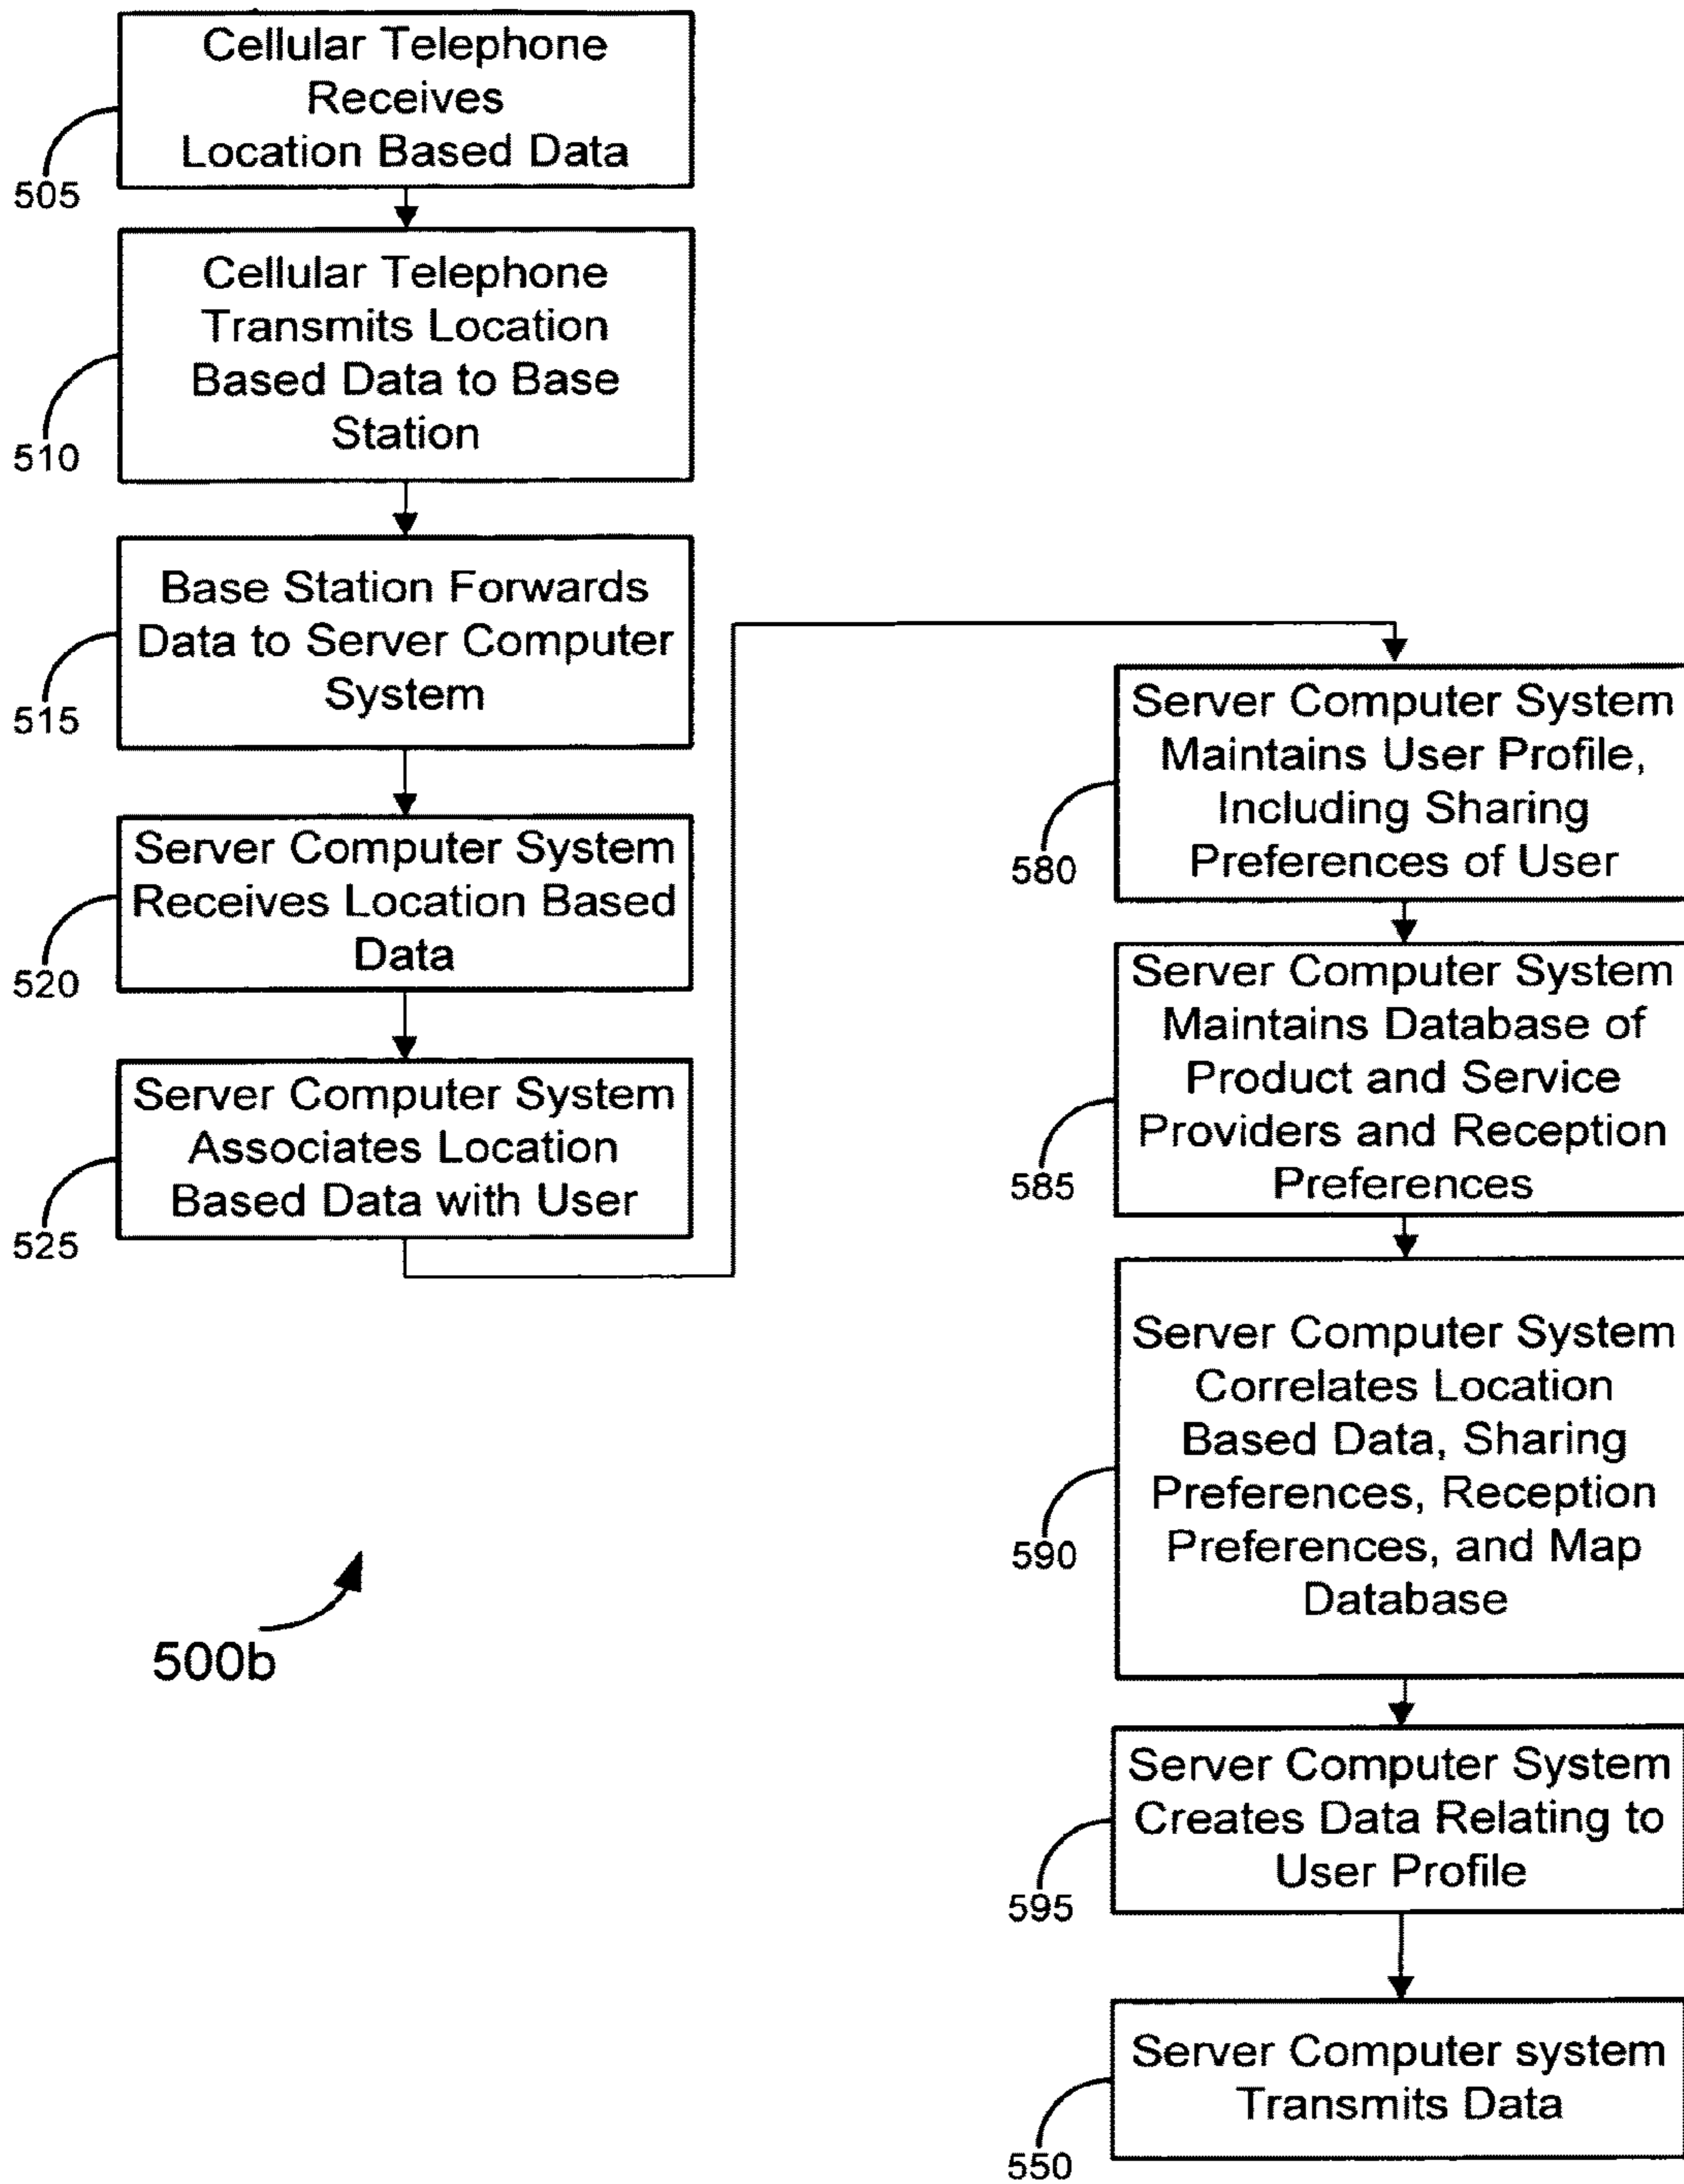 Cellular Telephone
Receives
Location Based Data
505
Cellular Telephone
Transmits Location
Based Data to Base
Station
510
Base Station Forwards
Data to Server Computer
System
515
Server Computer System
Receives Location Based
Data
520
Server Computer System
Associates Location
Based Data with User
525
Server Computer System
Maintains User Profile,
Including Sharing
Preferences of User
580
Server Computer System
Maintains Database of
Product and Service
Providers and Reception
Preferences
585
Server Computer System
Correlates Location
Based Data, Sharing
Preferences, Reception
Preferences, and Map
Database
590
Server Computer System
Creates Data Relating to
User Profile
595
Server Computer system
Transmits Data
550
500b